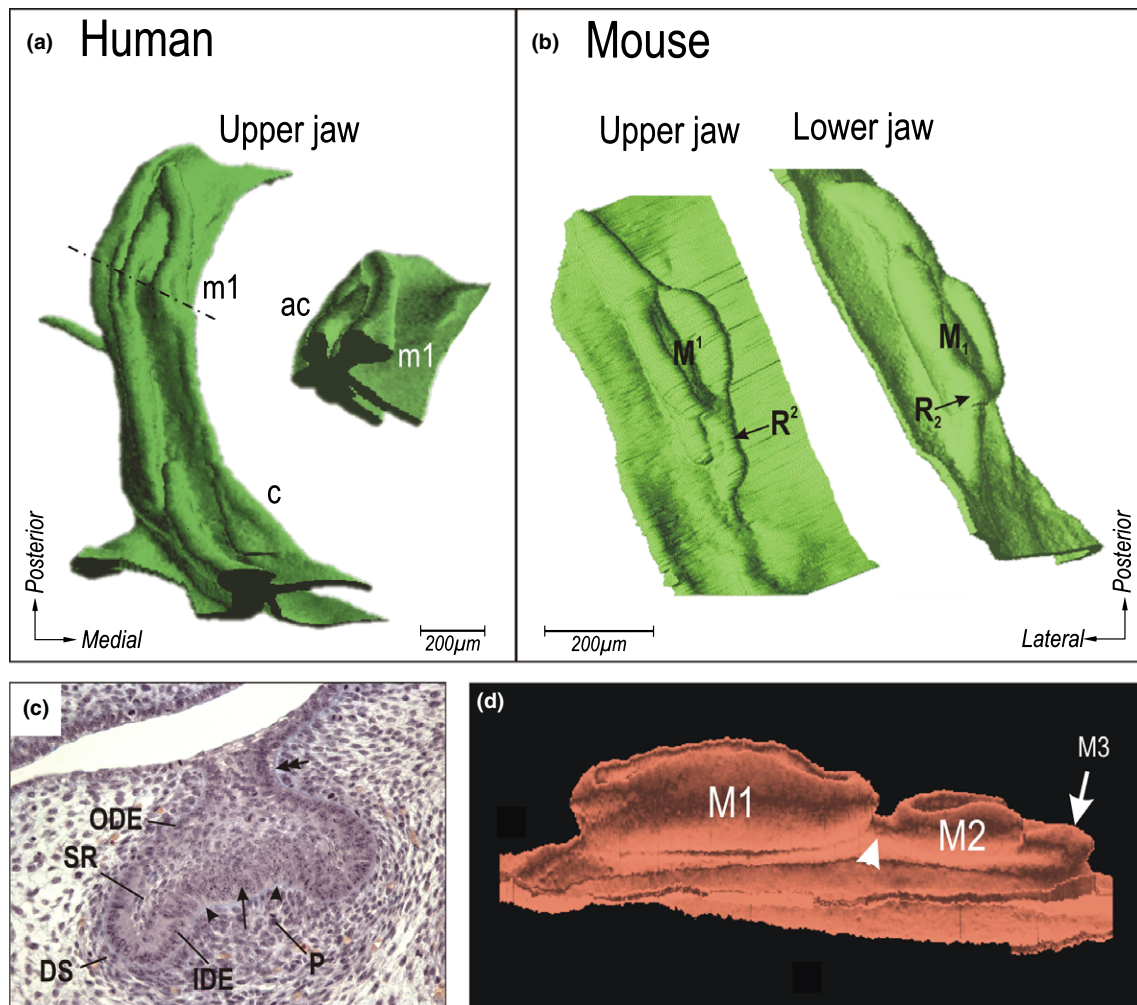 (a) Human
Upper jaw
m1
ac
m1
c
Posterior
Medial
200µm
(b) Mouse
Upper jaw
Lower jaw
M¹
R²
M₁
R₂
200µm
Posterior
Lateral
(c)
ODE
SR
DS
IDE
P
(d)
M1
M2
M3